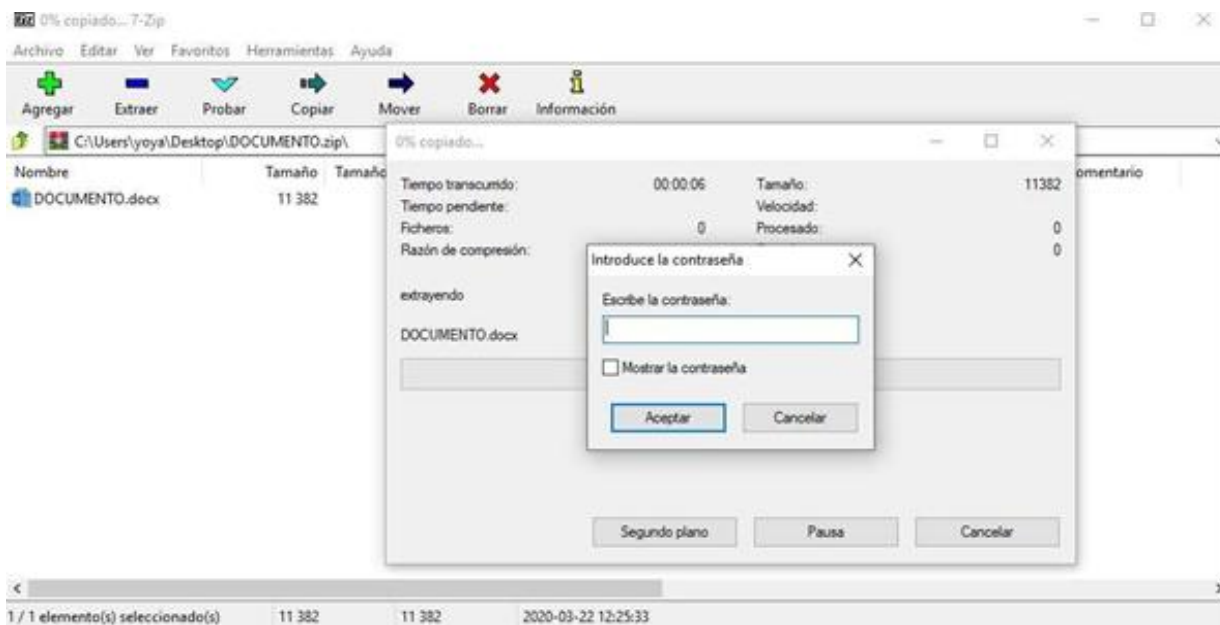 0% copiado... 7-Zip
Archivo Editar Ver Favoritos Herramientas Ayuda
Agregar Extraer Probar Copiar Mover Borrar Información
C:\Users\yoya\Desktop\DOCUMENTO.zip\
Nombre Tamaño Tamaño omentario
DOCUMENTO.docx 11 382
0% copiado...
Tiempo transcurrido: 00:00:06 Tamaño: 11382
Tiempo pendiente: Velocidad:
Ficheros: 0 Procesado: 0
Razón de compresión: 0
extrayendo
DOCUMENTO.docx
Introduce la contraseña
Escribe la contraseña:
Mostrar la contraseña
Aceptar Cancelar
Segundo plano Pausa Cancelar
1 / 1 elemento(s) seleccionado(s) 11 382 11 382 2020-03-22 12:25:33